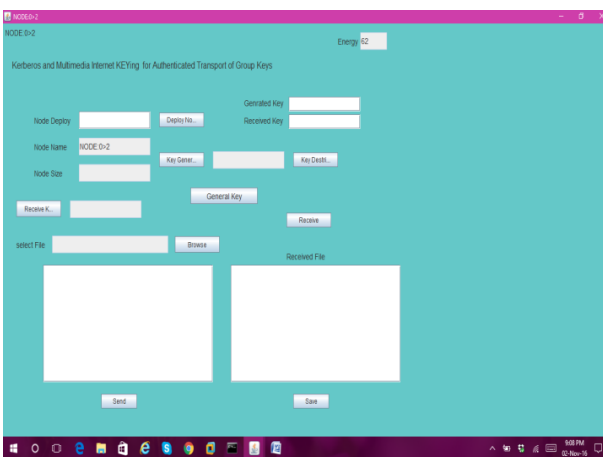 NODE:0>2
NODE:0>2
Energy 62
Kerberos and Multimedia Internet KEYing for Authenticated Transport of Group Keys
Genrated Key
Node Deploy Deploy No... Received Key
Node Name NODE:0>2
Key Gener... Key Destri...
Node Size
General Key
Receive K...
Receive
select File Browse
Received File
Send Save
9:08 PM
02-Nov-16